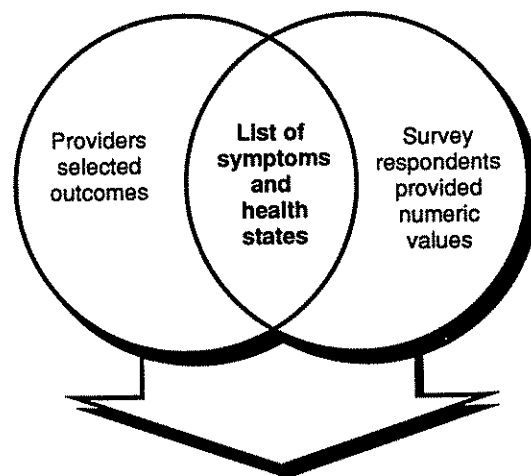 Providers
selected
outcomes
List of
symptoms
and
health
states
Survey
respondents
provided
numeric
values